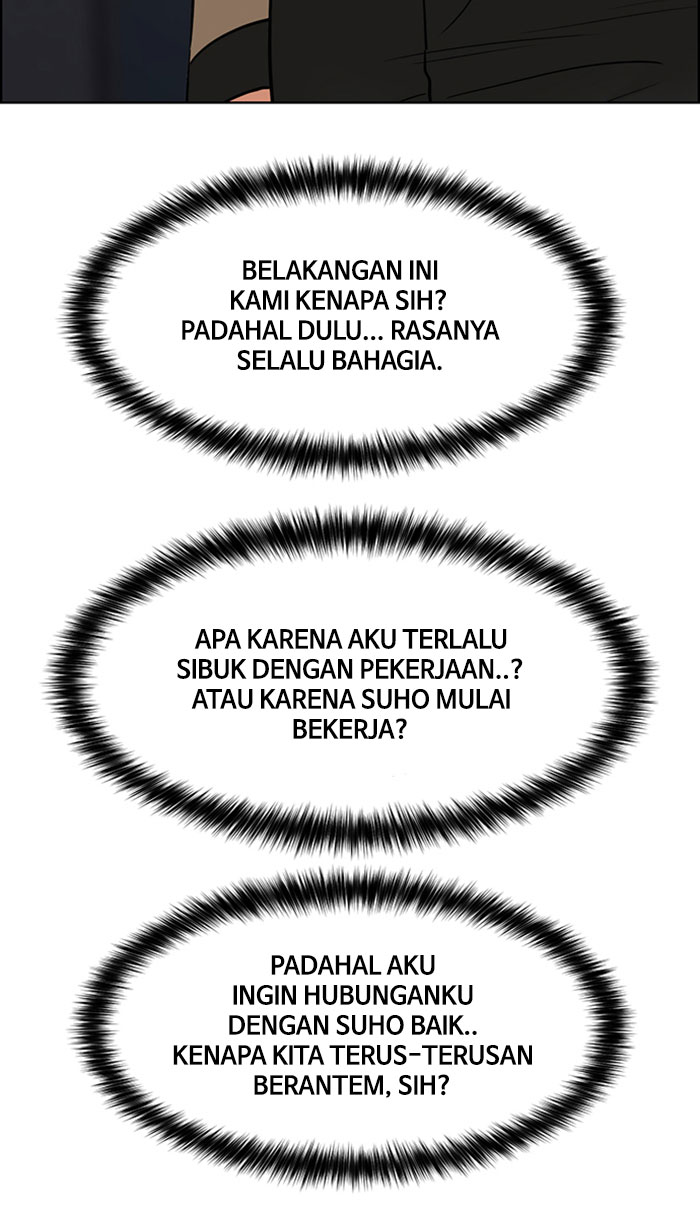 BELAKANGAN INI
KAMI KENAPA SIH?
PADAHAL DULU... RASANYA
SELALU BAHAGIA.
APA KARENA AKU TERLALU
SIBUK DENGAN PEKERJAAN..?
ATAU KARENA SUHO MULAI
BEKERJA?
PADAHAL AKU
INGIN HUBUNGANKU
DENGAN SUHO BAIK..
KENAPA KITA TERUS-TERUSAN
BERANTEM, SIH?